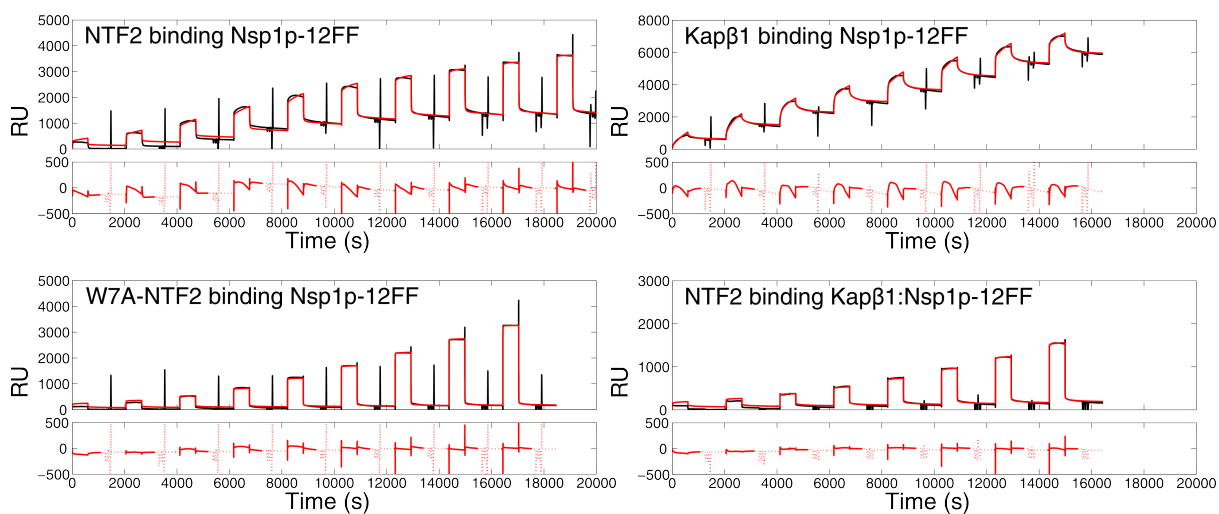 5000
NTF2 binding Nsp1p-12FF
4000
3000
2000
1000
0
RU
500
0
−500
0 2000 4000 6000 8000 10000 12000 14000 16000 18000 20000
Time (s)
8000
Kapβ1 binding Nsp1p-12FF
6000
4000
2000
0
RU
500
0
−500
0 2000 4000 6000 8000 10000 12000 14000 16000 18000 20000
Time (s)
5000
W7A-NTF2 binding Nsp1p-12FF
4000
3000
2000
1000
0
RU
500
0
−500
0 2000 4000 6000 8000 10000 12000 14000 16000 18000 20000
Time (s)
3000
NTF2 binding Kapβ1:Nsp1p-12FF
2000
1000
0
RU
500
0
−500
0 2000 4000 6000 8000 10000 12000 14000 16000 18000 20000
Time (s)